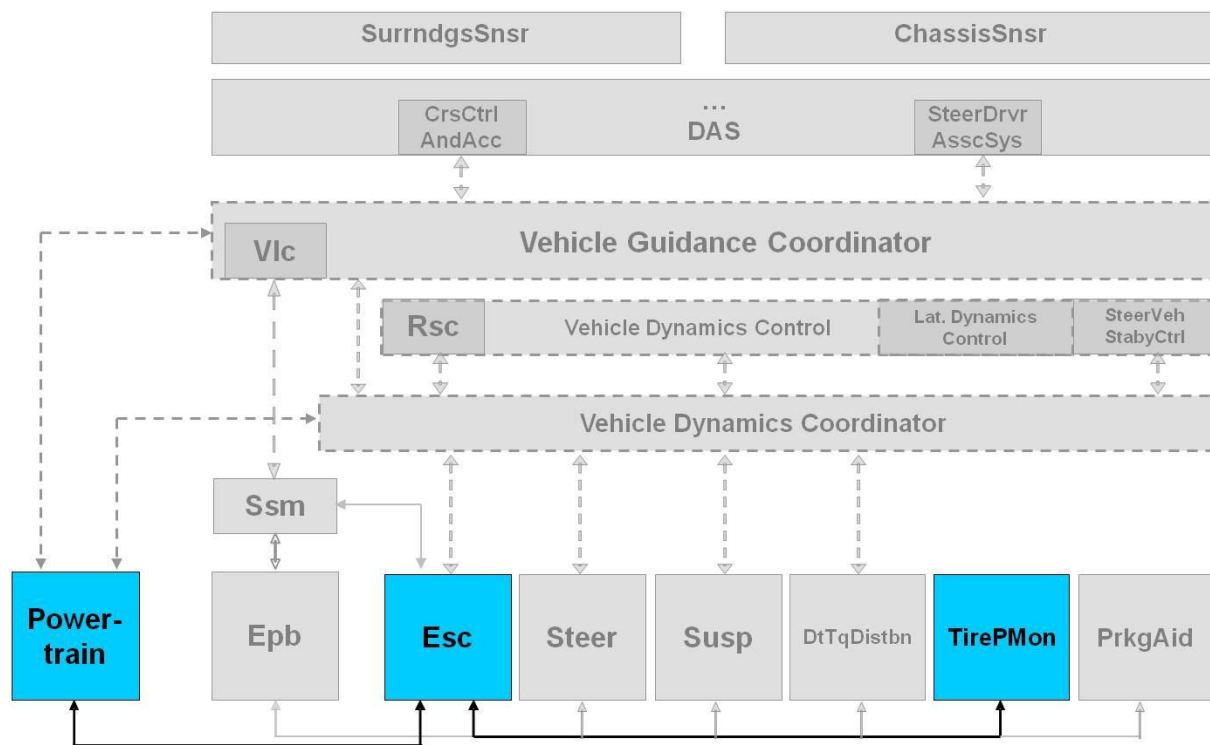 SurrndgsSnsr
ChassisSnsr
CrsCtrl
AndAcc
...
DAS
SteerDrvr
AsscSys
Vlc
Vehicle Guidance Coordinator
Rsc
Vehicle Dynamics Control
Lat. Dynamics
Control
SteerVeh
StabyCtrl
Vehicle Dynamics Coordinator
Ssm
Power-
train
Epb
Esc
Steer
Susp
DtTqDistbn
TirePMon
PrkgAid